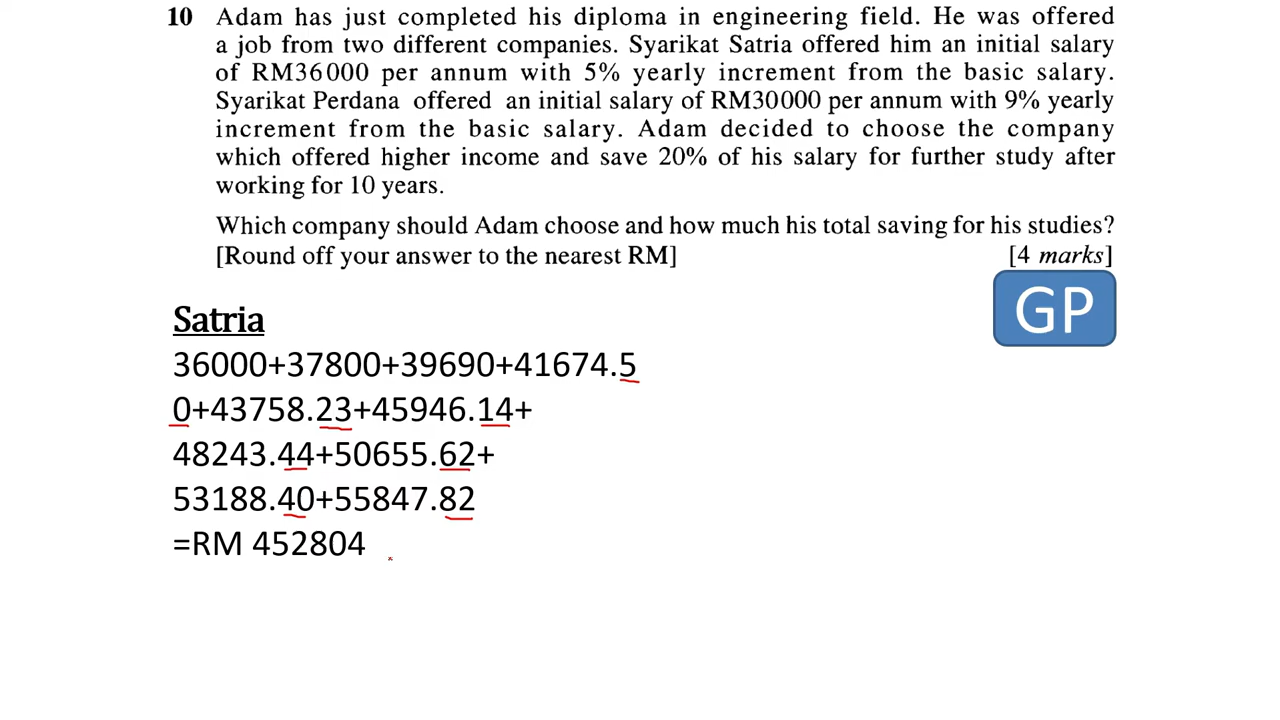 10 Adam has just completed his diploma in engineering field. He was offered
a job from two different companies. Syarikat Satria offered him an initial salary
of RM36000 per annum with 5% yearly increment from the basic salary.
Syarikat Perdana offered an initial salary of RM30000 per annum with 9% yearly
increment from the basic salary. Adam decided to choose the company
which offered higher income and save 20% of his salary for further study after
working for 10 years.
Which company should Adam choose and how much his total saving for his studies?
[Round off your answer to the nearest RM] [4 marks]
GP
Satria
36000+37800+39690+41674.5
0+43758.23+45946.14+
48243.44+50655.62+
53188.40+55847.82
=RM 452804